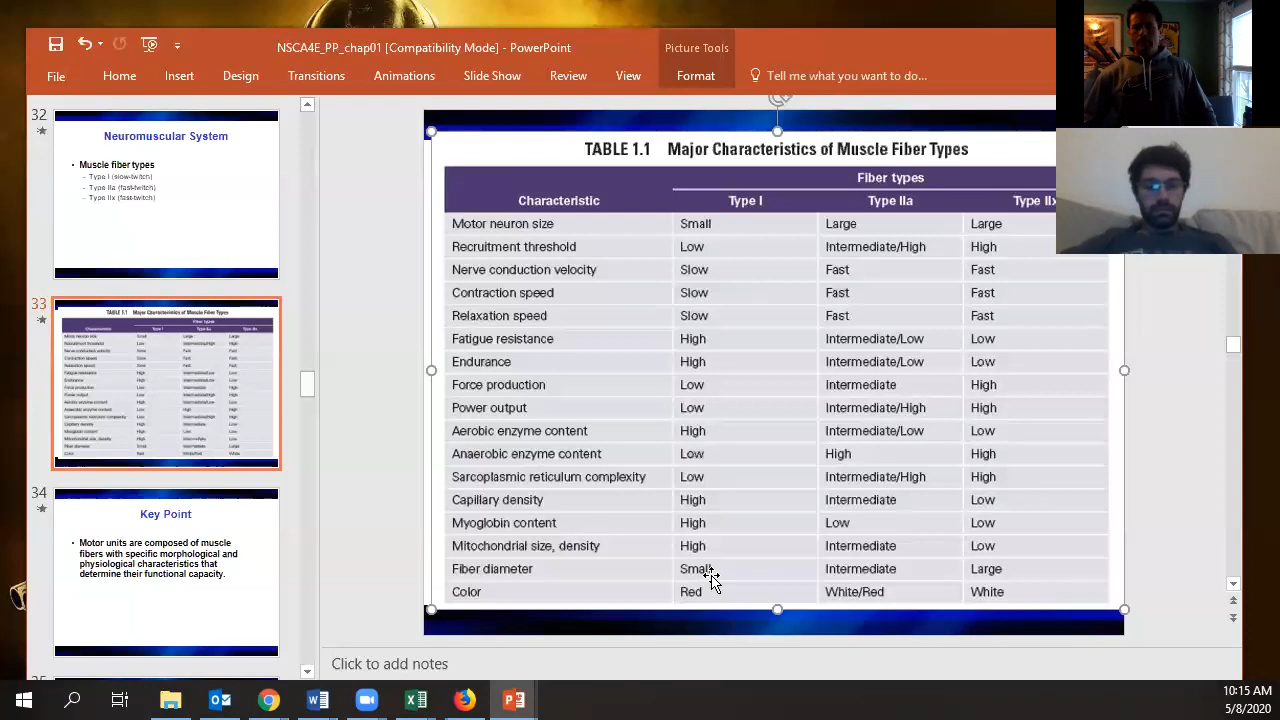 NSCA4E_PP_chap01 [Compatibility Mode] - PowerPoint
Picture Tools
File Home Insert Design Transitions Animations Slide Show Review View Format Tell me what you want to do...
32
Neuromuscular System
• Muscle fiber types
– Type I (slow-twitch)
– Type IIa (fast-twitch)
– Type IIx (fast-twitch)
33
TABLE 1.1 Major Characteristics of Muscle Fiber Types
34
Key Point
• Motor units are composed of muscle
fibers with specific morphological and
physiological characteristics that
determine their functional capacity.
TABLE 1.1 Major Characteristics of Muscle Fiber Types
Fiber types
Characteristic Type I Type IIa Type IIx
Motor neuron size Small Large Large
Recruitment threshold Low Intermediate/High High
Nerve conduction velocity Slow Fast Fast
Contraction speed Slow Fast Fast
Relaxation speed Slow Fast Fast
Fatigue resistance High Intermediate/Low Low
Endurance High Intermediate/Low Low
Force production Low Intermediate High
Power output Low Intermediate/High High
Aerobic enzyme content High Intermediate/Low Low
Anaerobic enzyme content Low High High
Sarcoplasmic reticulum complexity Low Intermediate/High High
Capillary density High Intermediate Low
Myoglobin content High Low Low
Mitochondrial size, density High Intermediate Low
Fiber diameter Small Intermediate Large
Color Red White/Red White
Click to add notes
10:15 AM
5/8/2020